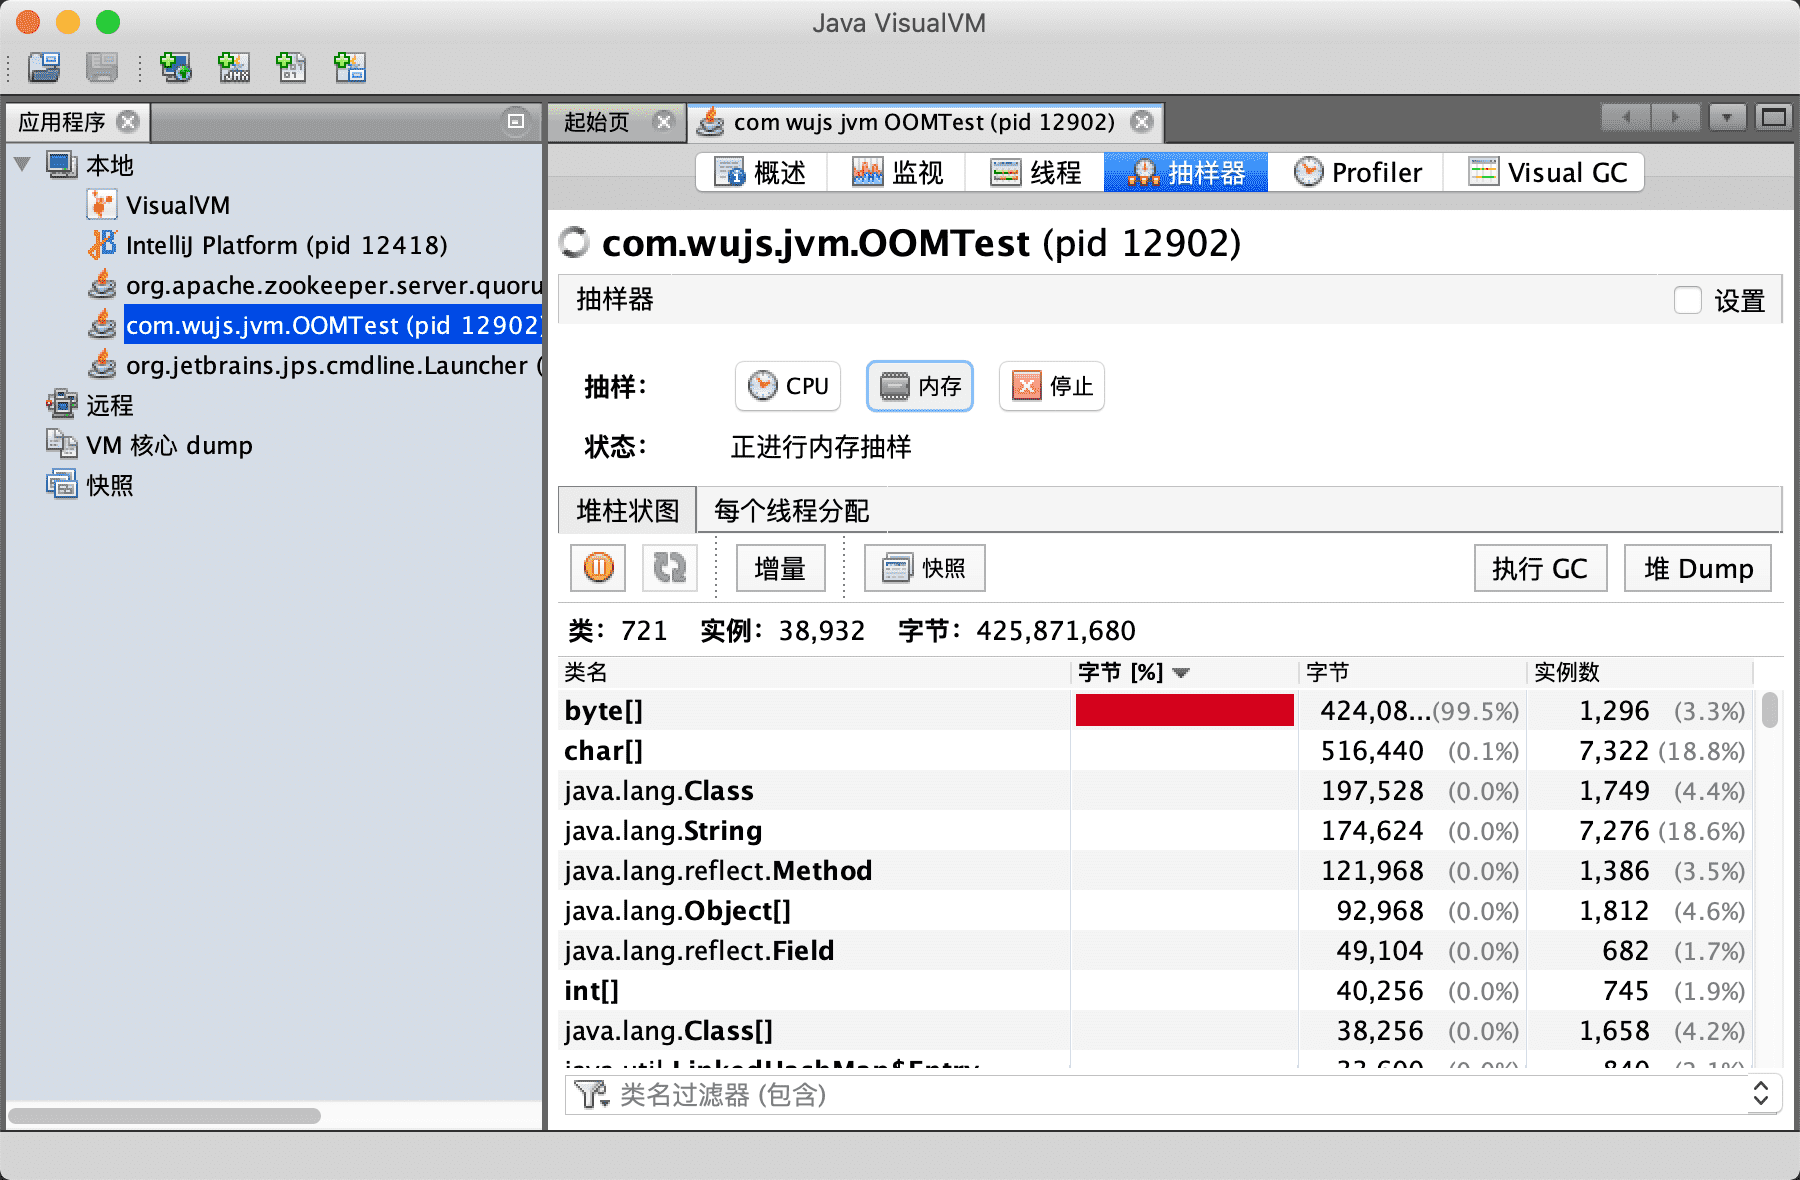 Java VisualVM
JMX
应用程序
起始页
com wujs jvm OOMTest (pid 12902)
本地
VisualVM
IntelliJ Platform (pid 12418)
org.apache.zookeeper.server.quoru
com.wujs.jvm.OOMTest (pid 12902)
org.jetbrains.jps.cmdline.Launcher (
远程
VM 核心 dump
快照
概述 监视 线程 抽样器 Profiler Visual GC
com.wujs.jvm.OOMTest (pid 12902)
抽样器 设置
抽样： CPU 内存 停止
状态： 正进行内存抽样
堆柱状图 每个线程分配
增量 快照 执行 GC 堆 Dump
类： 721 实例： 38,932 字节： 425,871,680
类名 字节 [%] 字节 实例数
byte[] 424,08...(99.5%) 1,296 (3.3%)
char[] 516,440 (0.1%) 7,322 (18.8%)
java.lang.Class 197,528 (0.0%) 1,749 (4.4%)
java.lang.String 174,624 (0.0%) 7,276 (18.6%)
java.lang.reflect.Method 121,968 (0.0%) 1,386 (3.5%)
java.lang.Object[] 92,968 (0.0%) 1,812 (4.6%)
java.lang.reflect.Field 49,104 (0.0%) 682 (1.7%)
int[] 40,256 (0.0%) 745 (1.9%)
java.lang.Class[] 38,256 (0.0%) 1,658 (4.2%)
java.util.LinkedHashMap$Entry
类名过滤器 (包含)